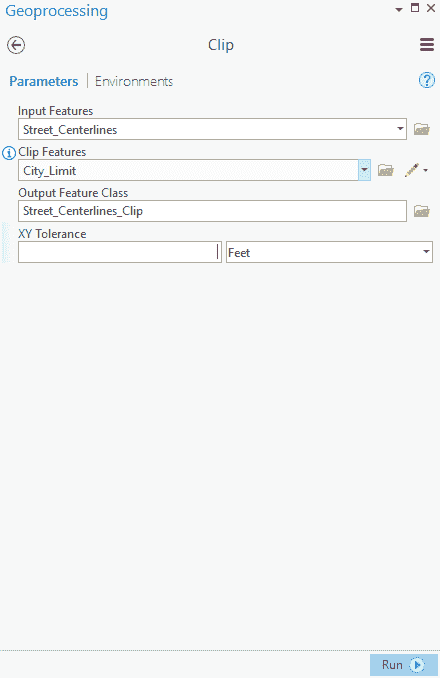 Geoprocessing
Clip
Parameters Environments
?
Input Features
Street_Centerlines
Clip Features
City_Limit
Output Feature Class
Street_Centerlines_Clip
XY Tolerance
Feet
Run